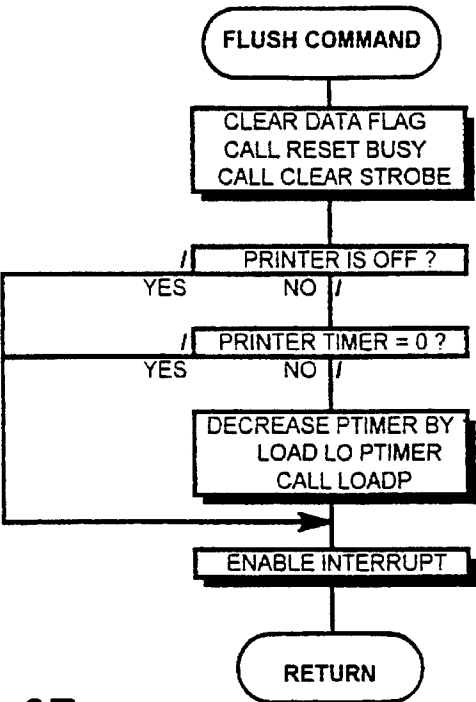 FLUSH COMMAND
CLEAR DATA FLAG
CALL RESET BUSY
CALL CLEAR STROBE
PRINTER IS OFF ?
YES NO
PRINTER TIMER = 0 ?
YES NO
DECREASE PTIMER BY
LOAD LO PTIMER
CALL LOADP
ENABLE INTERRUPT
RETURN